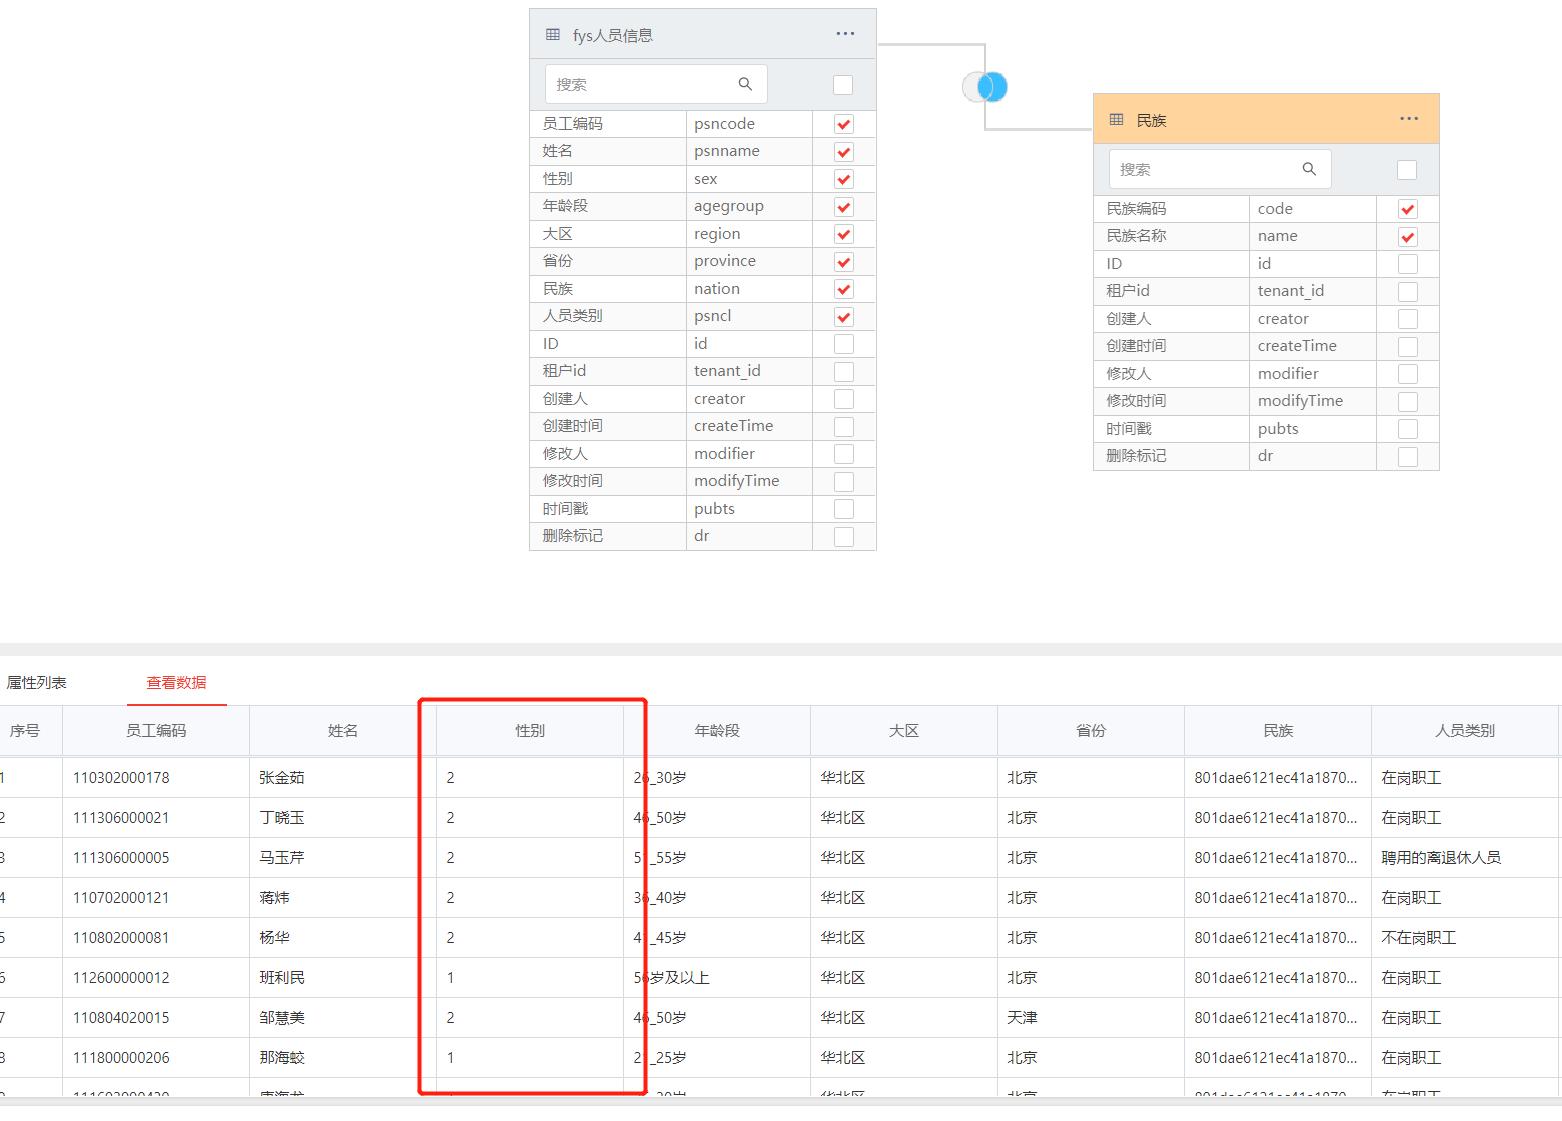 fys人员信息 ···
搜索
员工编码 psncode
姓名 psnname
性别 sex
年龄段 agegroup
大区 region
省份 province
民族 nation
人员类别 psncl
ID id
租户id tenant_id
创建人 creator
创建时间 createTime
修改人 modifier
修改时间 modifyTime
时间戳 pubts
删除标记 dr
民族 ···
搜索
民族编码 code
民族名称 name
ID id
租户id tenant_id
创建人 creator
创建时间 createTime
修改人 modifier
修改时间 modifyTime
时间戳 pubts
删除标记 dr
属性列表 查看数据
序号 员工编码 姓名 性别 年龄段 大区 省份 民族 人员类别
1 110302000178 张金茹 2 26_30岁 华北区 北京 801dae6121ec41a1870... 在岗职工
2 111306000021 丁晓玉 2 46_50岁 华北区 北京 801dae6121ec41a1870... 在岗职工
3 111306000005 马玉芹 2 51_55岁 华北区 北京 801dae6121ec41a1870... 聘用的离退休人员
4 110702000121 蒋炜 2 36_40岁 华北区 北京 801dae6121ec41a1870... 在岗职工
5 110802000081 杨华 2 41_45岁 华北区 北京 801dae6121ec41a1870... 不在岗职工
6 112600000012 班利民 1 56岁及以上 华北区 北京 801dae6121ec41a1870... 在岗职工
7 110804020015 邹慧美 2 46_50岁 华北区 天津 801dae6121ec41a1870... 在岗职工
8 111800000206 那海蛟 1 21_25岁 华北区 北京 801dae6121ec41a1870... 在岗职工
华北区 北京 801dae6121ec41a1870... 在岗职工